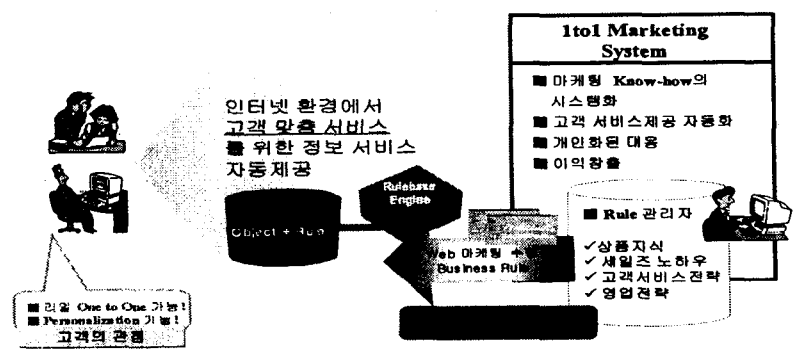 1to1 Marketing
System
■ 마케팅 Know-how의
시스템화
■ 고객 서비스제공 자동화
■ 개인화된 대응
■ 이익창출
인터넷 환경에서
고객 맞춤 서비스
를 위한 정보 서비스
자동제공
Rulebase
Engine
Object + Rule
Web 마케팅
Business Rule
■ Rule 관리자
✓상품지식
✓세일즈 노하우
✓고객서비스전략
✓영업전략
■ 리얼 One to One 가능!
■ Personalization 가능!
고객의 관점